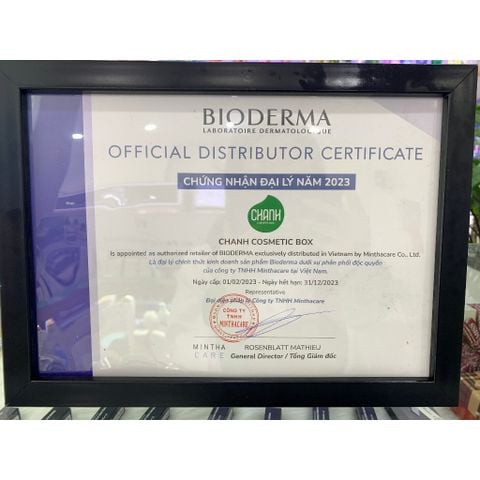 BIODERMA
LABORATOIRE DERMATOLOGIQUE
OFFICIAL DISTRIBUTOR CERTIFICATE
CHỨNG NHẬN ĐẠI LÝ NĂM 2023
CHANH
CHANH COSMETIC BOX
Is appointed as authorized retailer of BIODERMA exclusively distributed in Vietnam by Minthacare Co., Ltd.
Là đại lý chính thức kinh doanh sản phẩm Bioderma dưới sự phân phối độc quyền
của công ty TNHH Minthacare tại Việt Nam.
Ngày cấp: 01/02/2023 - Ngày hết hạn: 31/12/2023
Representative
Đại diện pháp lý Công ty TNHH Minthacare
CÔNG TY
TNHH
MINTHACARE
MINTHA
CARE
ROSENBLATT MATHIEU
General Director / Tổng Giám đốc